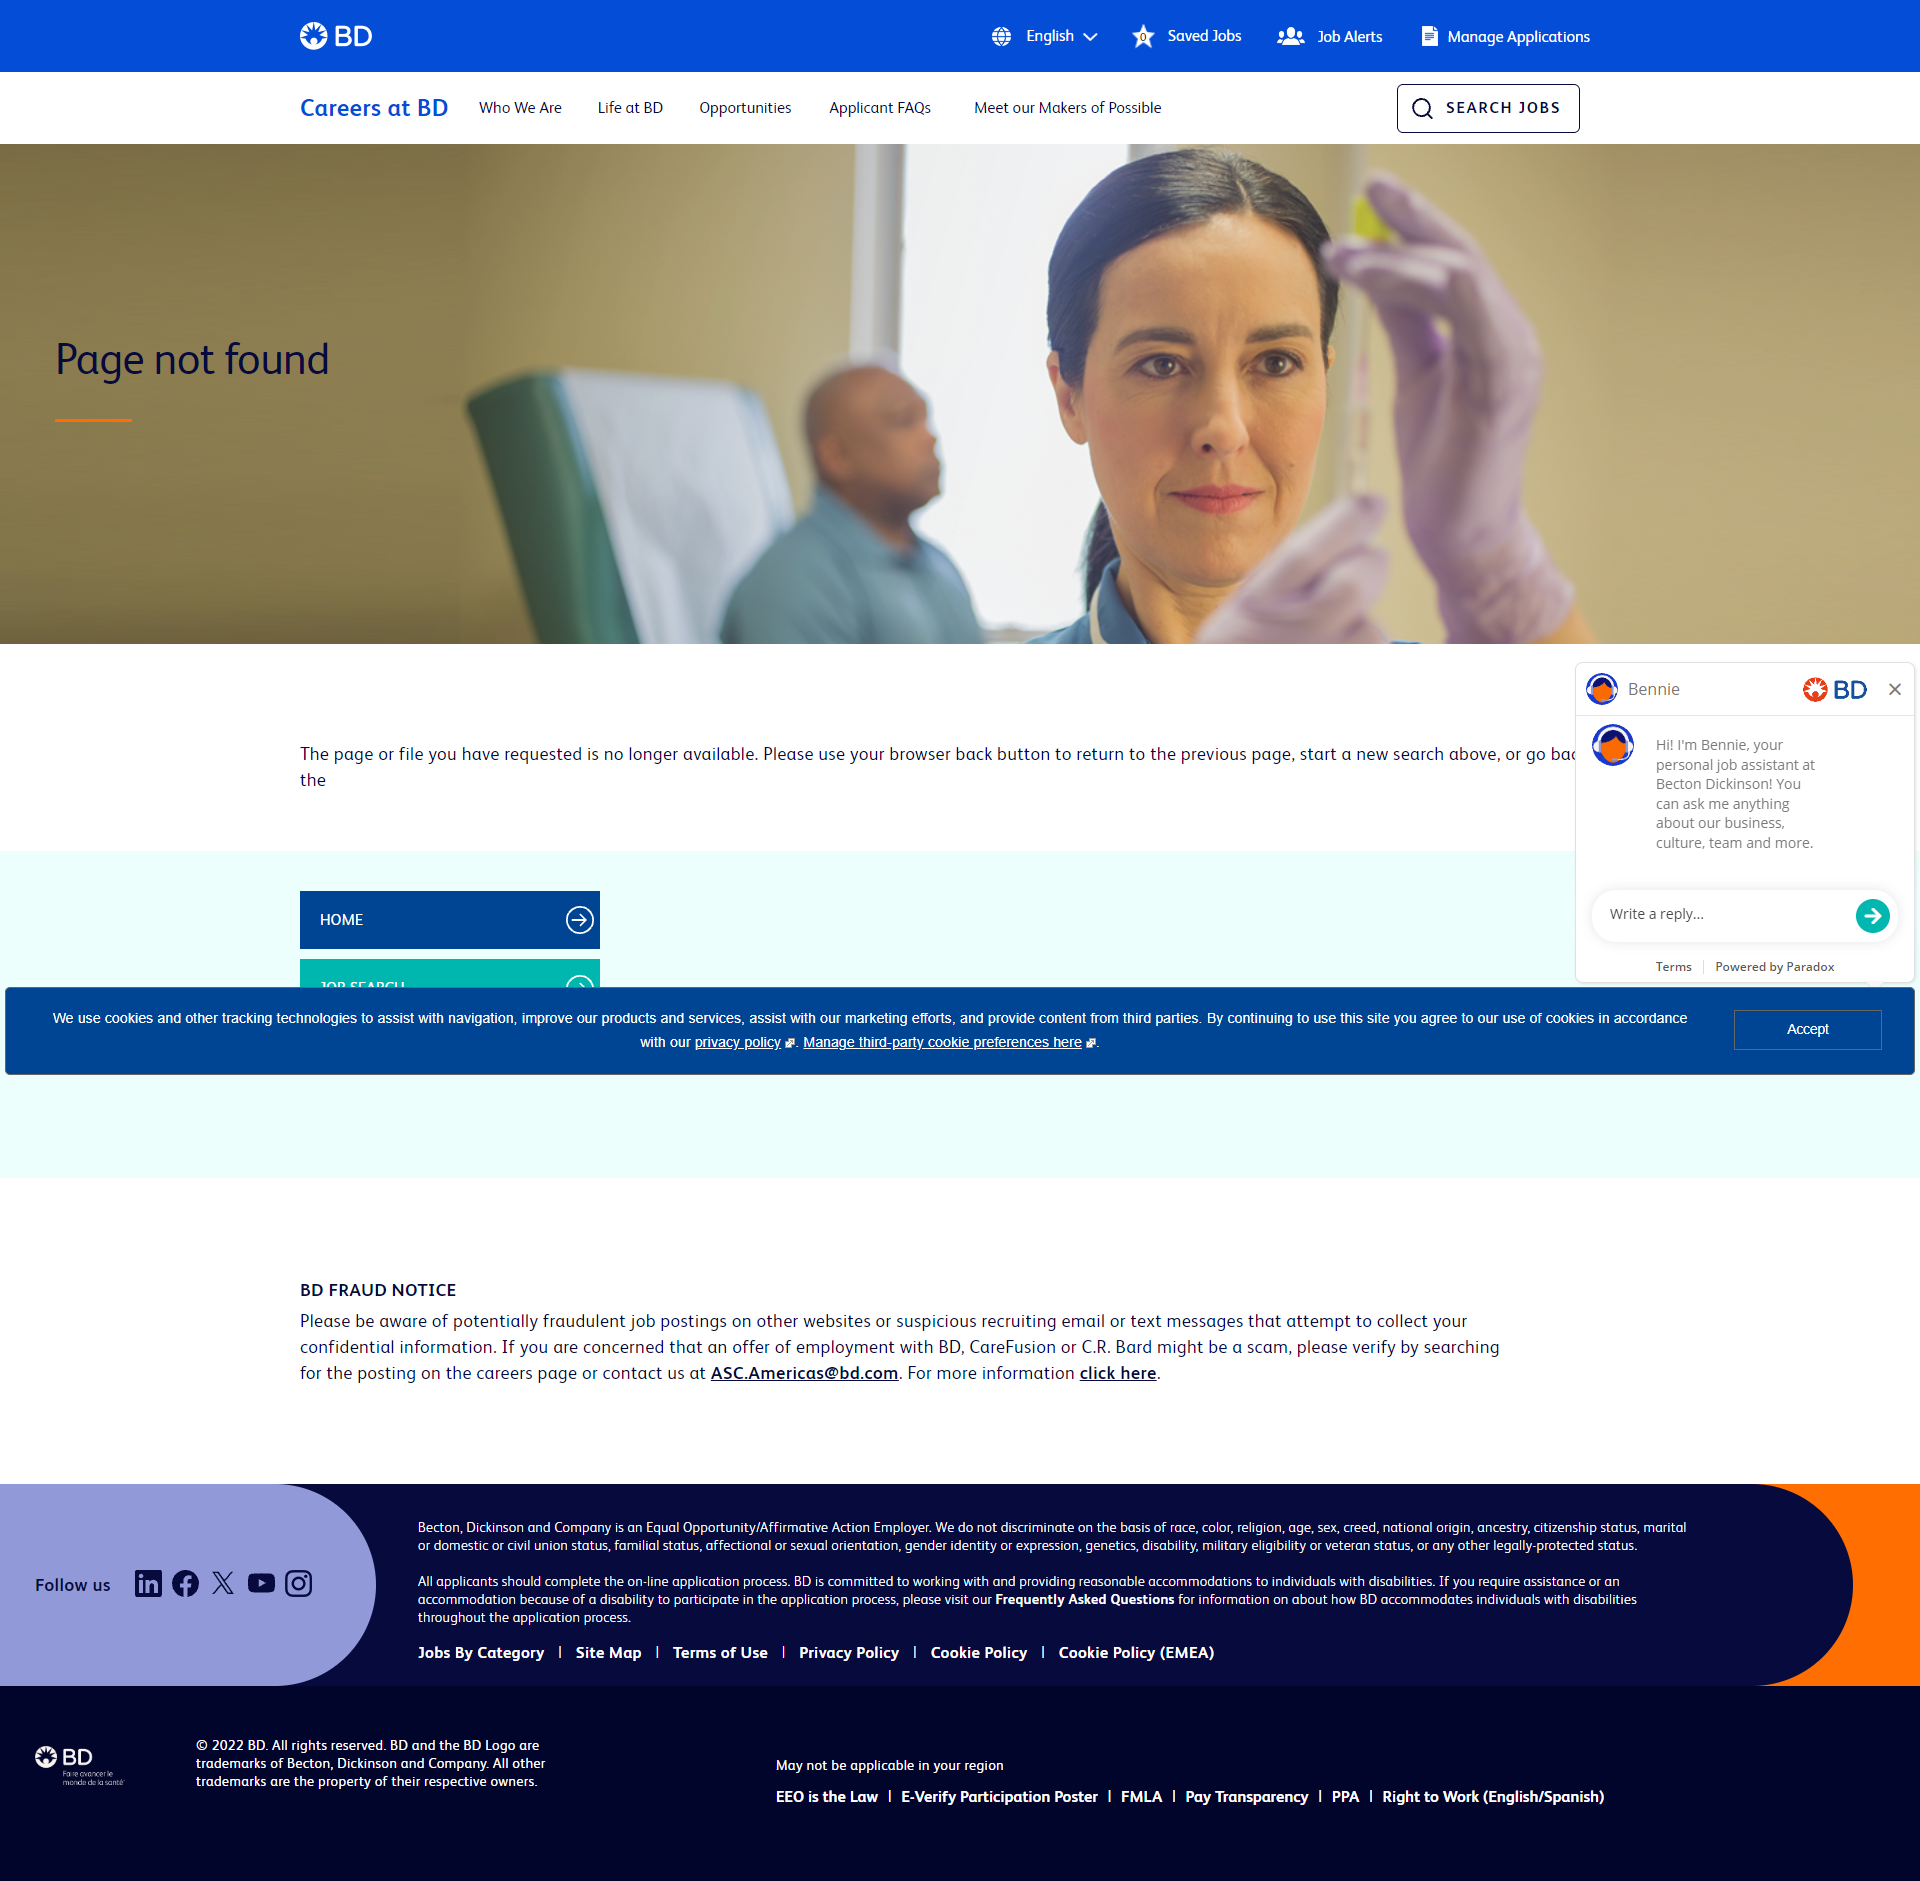 BD
English
0
Saved Jobs
Job Alerts
Manage Applications
Careers at BD
Who We Are
Life at BD
Opportunities
Applicant FAQs
Meet our Makers of Possible
SEARCH JOBS
Page not found
The page or file you have requested is no longer available. Please use your browser back button to return to the previous page, start a new search above, or go
the
Bennie
BD
Hi! I'm Bennie, your
personal job assistant at
Becton Dickinson! You
can ask me anything
about our business,
culture, team and more.
Write a reply...
Terms
Powered by Paradox
HOME
JOB SEARCH
We use cookies and other tracking technologies to assist with navigation, improve our products and services, assist with our marketing efforts, and provide content from third parties. By continuing to use this site you agree to our use of cookies in accordance
with our privacy policy. Manage third-party cookie preferences here.
Accept
BD FRAUD NOTICE
Please be aware of potentially fraudulent job postings on other websites or suspicious recruiting email or text messages that attempt to collect your
confidential information. If you are concerned that an offer of employment with BD, CareFusion or C.R. Bard might be a scam, please verify by searching
for the posting on the careers page or contact us at ASC.Americas@bd.com. For more information click here.
Follow us
Becton, Dickinson and Company is an Equal Opportunity/Affirmative Action Employer. We do not discriminate on the basis of race, color, religion, age, sex, creed, national origin, ancestry, citizenship status, marital
or domestic or civil union status, familial status, affectional or sexual orientation, gender identity or expression, genetics, disability, military eligibility or veteran status, or any other legally-protected status.
All applicants should complete the on-line application process. BD is committed to working with and providing reasonable accommodations to individuals with disabilities. If you require assistance or an
accommodation because of a disability to participate in the application process, please visit our Frequently Asked Questions for information on about how BD accommodates individuals with disabilities
throughout the application process.
Jobs By Category | Site Map | Terms of Use | Privacy Policy | Cookie Policy | Cookie Policy (EMEA)
BD
Faire avancer le
monde de la santé
© 2022 BD. All rights reserved. BD and the BD Logo are
trademarks of Becton, Dickinson and Company. All other
trademarks are the property of their respective owners.
May not be applicable in your region
EEO is the Law | E-Verify Participation Poster | FMLA | Pay Transparency | PPA | Right to Work (English/Spanish)